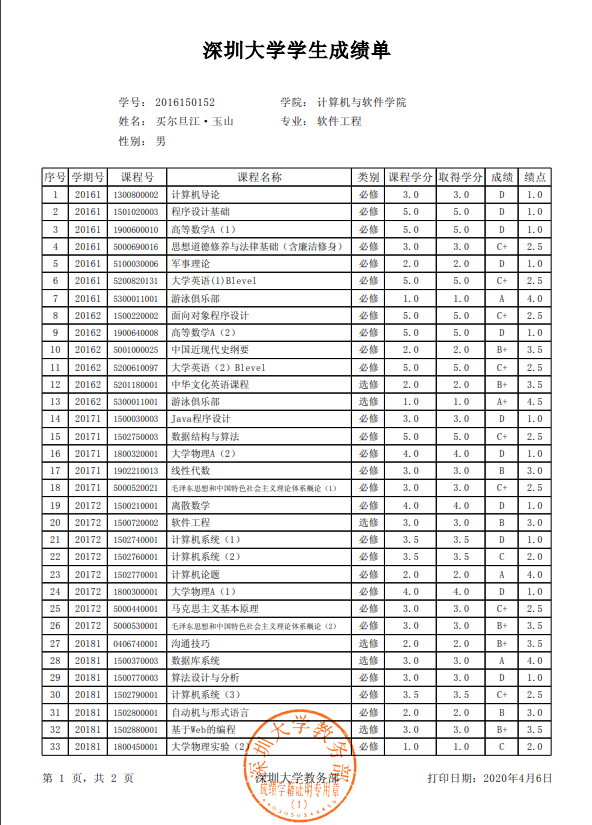 深圳大学学生成绩单
学号： 2016150152 学院： 计算机与软件学院
姓名： 买尔旦江·玉山 专业： 软件工程
性别： 男
序号 学期号 课程号 课程名称 类别 课程学分 取得学分 成绩 绩点
1 20161 1300800002 计算机导论 必修 3.0 3.0 D 1.0
2 20161 1501020003 程序设计基础 必修 5.0 5.0 D 1.0
3 20161 1900600010 高等数学A（1） 必修 5.0 5.0 D 1.0
4 20161 5000690016 思想道德修养与法律基础（含廉洁修身） 必修 3.0 3.0 C+ 2.5
5 20161 5100030006 军事理论 必修 2.0 2.0 D 1.0
6 20161 5200820131 大学英语(1)Blevel 必修 5.0 5.0 C+ 2.5
7 20161 5300011001 游泳俱乐部 必修 1.0 1.0 A 4.0
8 20162 1500220002 面向对象程序设计 必修 5.0 5.0 C+ 2.5
9 20162 1900640008 高等数学A（2） 必修 5.0 5.0 D 1.0
10 20162 5001000025 中国近现代史纲要 必修 2.0 2.0 B+ 3.5
11 20162 5200610097 大学英语（2）Blevel 必修 5.0 5.0 C+ 2.5
12 20162 5201180001 中华文化英语课程 选修 2.0 2.0 B+ 3.5
13 20162 5300011001 游泳俱乐部 选修 1.0 1.0 A+ 4.5
14 20171 1500030003 Java程序设计 必修 3.0 3.0 D 1.0
15 20171 1502750003 数据结构与算法 必修 5.0 5.0 C+ 2.5
16 20171 1800320001 大学物理A（2） 必修 4.0 4.0 D 1.0
17 20171 1902210013 线性代数 必修 3.0 3.0 B 3.0
18 20171 5000520021 毛泽东思想和中国特色社会主义理论体系概论（1） 必修 3.0 3.0 C+ 2.5
19 20172 1500210001 离散数学 必修 4.0 4.0 D 1.0
20 20172 1500720002 软件工程 选修 3.0 3.0 B 3.0
21 20172 1502740001 计算机系统（1） 必修 3.5 3.5 D 1.0
22 20172 1502760001 计算机系统（2） 必修 3.5 3.5 C 2.0
23 20172 1502770001 计算机论题 必修 2.0 2.0 A 4.0
24 20172 1800300001 大学物理A（1） 必修 4.0 4.0 D 1.0
25 20172 5000440001 马克思主义基本原理 必修 3.0 3.0 C+ 2.5
26 20172 5000530001 毛泽东思想和中国特色社会主义理论体系概论（2） 必修 3.0 3.0 B+ 3.5
27 20181 0406740001 沟通技巧 选修 2.0 2.0 B+ 3.5
28 20181 1500370003 数据库系统 选修 3.0 3.0 A 4.0
29 20181 1500770003 算法设计与分析 必修 3.0 3.0 D 1.0
30 20181 1502790001 计算机系统（3） 必修 3.5 3.5 C+ 2.5
31 20181 1502800001 自动机与形式语言 必修 2.0 2.0 B 3.0
32 20181 1502880001 基于Web的编程 选修 3.0 3.0 B+ 3.5
33 20181 1800450001 大学物理实验（2） 必修 1.0 1.0 C 2.0
深圳大学教务部
第 1 页，共 2 页 深圳大学教务部 打印日期：2020年4月6日
成绩学籍证明专用章
（1）